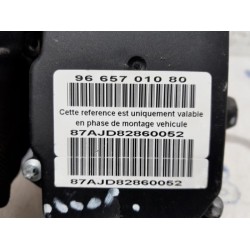 96 657 010 80
Cette reference est uniquement valable
en phase de montage vehicule
87AJD82860052
87AJD82860052